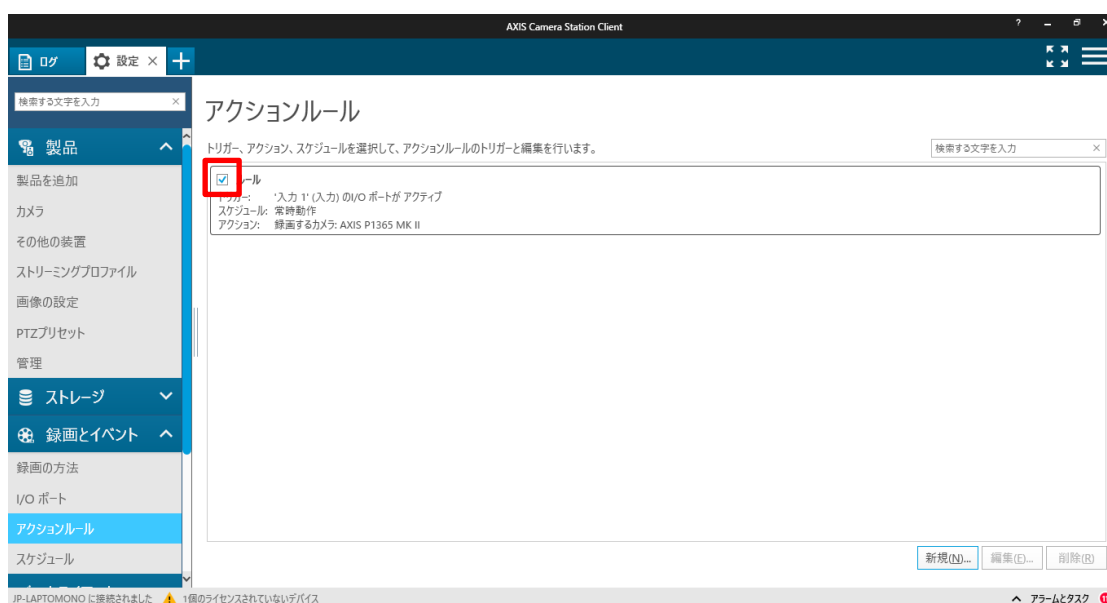 AXIS Camera Station Client
?
ログ
設定 ×
検索する文字を入力 ×
製品
製品を追加
カメラ
その他の装置
ストリーミングプロファイル
画像の設定
PTZプリセット
管理
ストレージ
録画とイベント
録画の方法
I/O ポート
アクションルール
スケジュール
アクションルール
トリガー、アクション、スケジュールを選択して、アクションルールのトリガーと編集を行います。
検索する文字を入力 ×
ール
'入力 1' (入力) のI/O ポートが アクティブ
スケジュール: 常時動作
アクション: 録画するカメラ: AXIS P1365 MK II
新規(N)... 編集(E)... 削除(R)
JP-LAPTOMONO に接続されました 1個のライセンスされていないデバイス
アラームとタスク